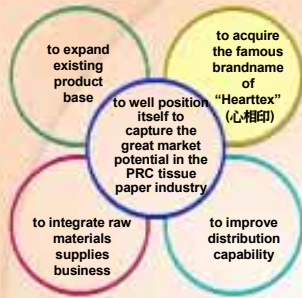 to expand
existing
product
base
to acquire
the famous
brandname
of
“Hearttex”
(心相印)
to well position
itself to
capture the
great market
potential in the
PRC tissue
paper industry
to integrate raw
materials
supplies
business
to improve
distribution
capability